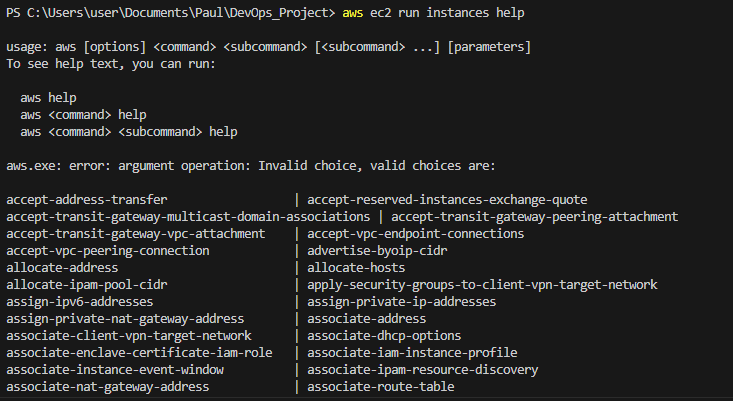 PS C:\Users\user\Documents\Paul\DevOps_Project> aws ec2 run instances help
usage: aws [options] <command> <subcommand> [<subcommand> ...] [parameters]
To see help text, you can run:
aws help
aws <command> help
aws <command> <subcommand> help
aws.exe: error: argument operation: Invalid choice, valid choices are:
accept-address-transfer | accept-reserved-instances-exchange-quote
accept-transit-gateway-multicast-domain-associations | accept-transit-gateway-peering-attachment
accept-transit-gateway-vpc-attachment | accept-vpc-endpoint-connections
accept-vpc-peering-connection | advertise-byoip-cidr
allocate-address | allocate-hosts
allocate-ipam-pool-cidr | apply-security-groups-to-client-vpn-target-network
assign-ipv6-addresses | assign-private-ip-addresses
assign-private-nat-gateway-address | associate-address
associate-client-vpn-target-network | associate-dhcp-options
associate-enclave-certificate-iam-role | associate-iam-instance-profile
associate-instance-event-window | associate-ipam-resource-discovery
associate-nat-gateway-address | associate-route-table